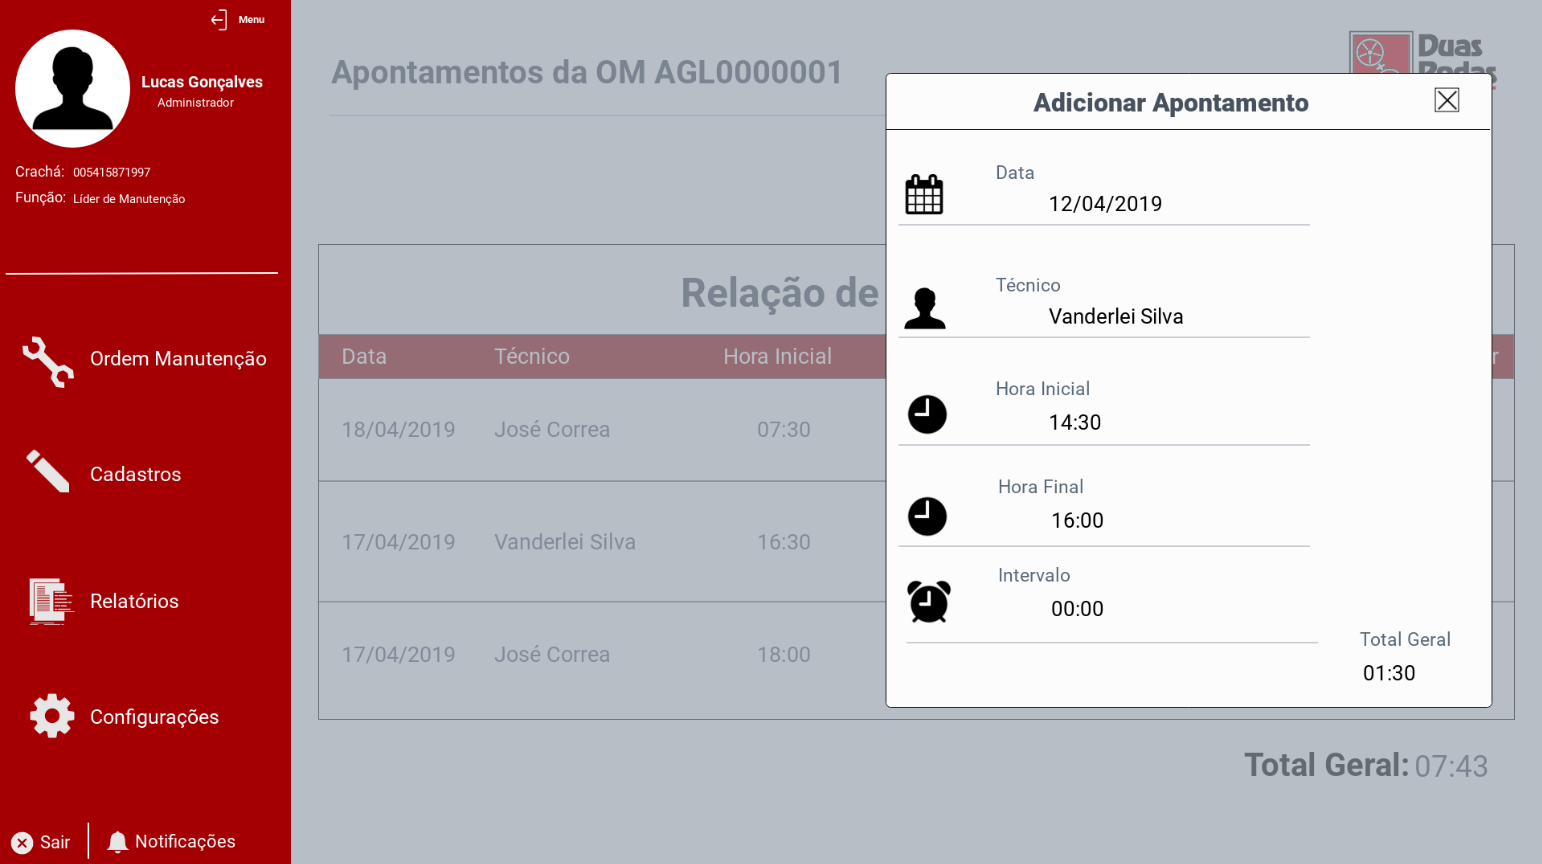 Menu
Lucas Gonçalves
Administrador
Crachá: 005415871997
Função: Líder de Manutenção
Ordem Manutenção
Cadastros
Relatórios
Configurações
Sair
Notificações
Apontamentos da OM AGL0000001
Duas
Rodas
Relação de
Data Técnico Hora Inicial r
18/04/2019 José Correa 07:30
17/04/2019 Vanderlei Silva 16:30
17/04/2019 José Correa 18:00
Total Geral: 07:43
Adicionar Apontamento
Data
12/04/2019
Técnico
Vanderlei Silva
Hora Inicial
14:30
Hora Final
16:00
Intervalo
00:00
Total Geral
01:30